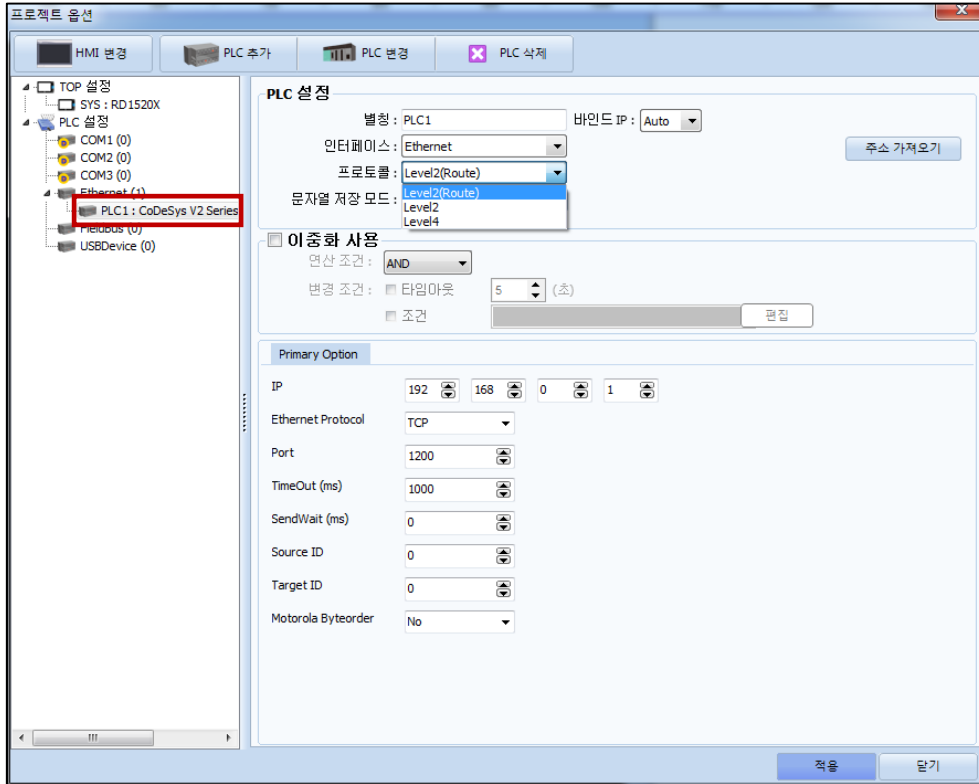 프로젝트 옵션
HMI 변경
PLC 추가
PLC 변경
PLC 삭제
TOP 설정
SYS : RD1520X
PLC 설정
COM1 (0)
COM2 (0)
COM3 (0)
Ethernet (1)
PLC1 : CoDeSys V2 Series
FieldBus (0)
USBDevice (0)
PLC 설정
별칭 : PLC1 바인드 IP : Auto
인터페이스 : Ethernet
주소 가져오기
프로토콜 : Level2(Route)
Level2(Route)
문자열 저장 모드 :
Level2
Level4
이중화 사용
연산 조건 : AND
변경 조건 : 타임아웃 5 (초)
조건 편집
Primary Option
IP 192 168 0 1
Ethernet Protocol TCP
Port 1200
TimeOut (ms) 1000
SendWait (ms) 0
Source ID 0
Target ID 0
Motorola Byteorder No
적용 닫기